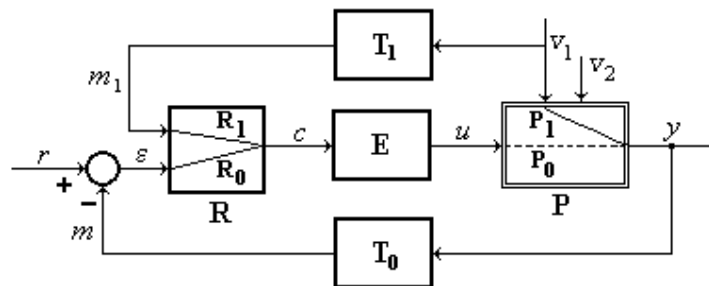 T₁
v₁
v₂
m₁
R₁
P₁
r
ε
c
E
u
y
+
R₀
P₀
−
R
P
m
T₀